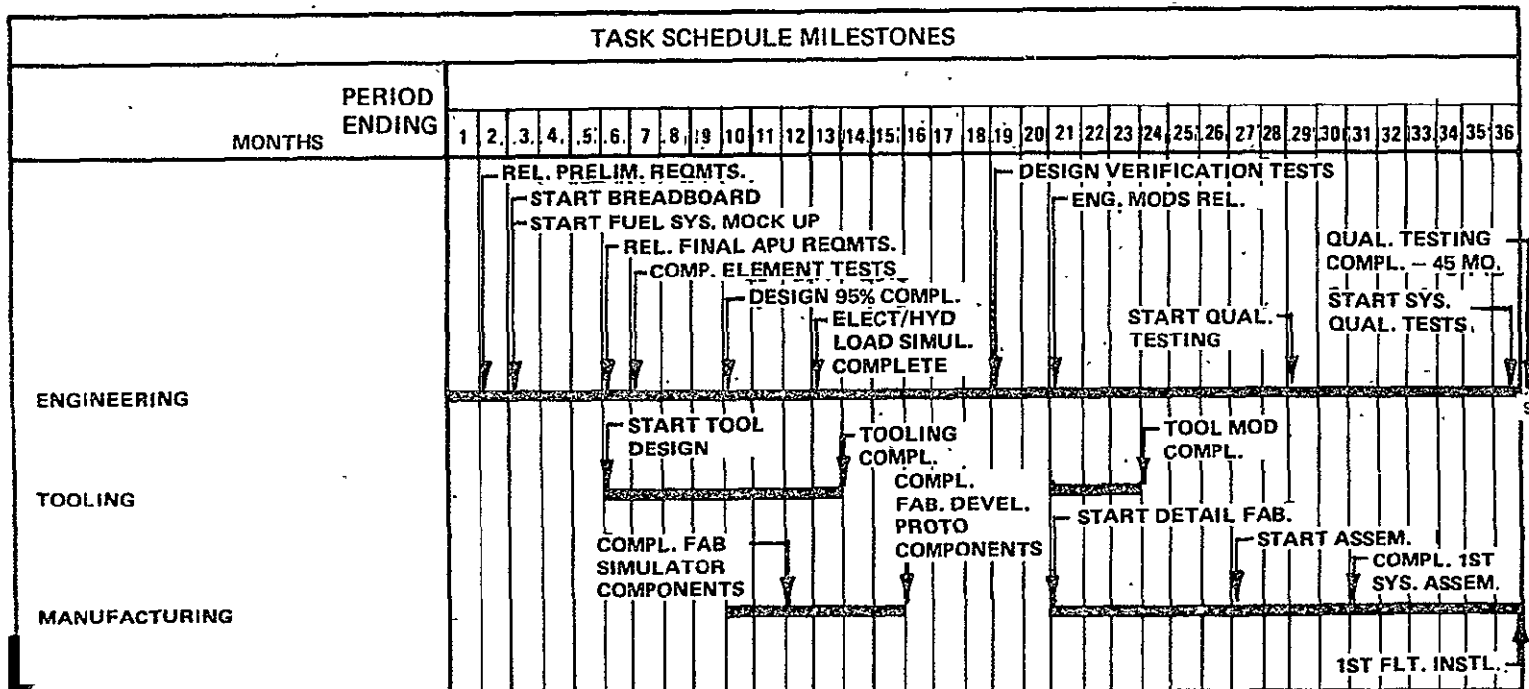 TASK SCHEDULE MILESTONES
PERIOD
ENDING
MONTHS
1 2 3 4 5 6 7 8 9 10 11 12 13 14 15 16 17 18 19 20 21 22 23 24 25 26 27 28 29 30 31 32 33 34 35 36
REL. PRELIM. REQMTS.
START BREADBOARD
START FUEL SYS. MOCK UP
REL. FINAL APU REQMTS.
COMP. ELEMENT TESTS
DESIGN 95% COMPL.
ELECT/HYD
LOAD SIMUL.
COMPLETE
DESIGN VERIFICATION TESTS
ENG. MODS REL.
START QUAL.
TESTING
QUAL. TESTING
COMPL. – 45 MO.
START SYS.
QUAL. TESTS.
ENGINEERING
START TOOL
DESIGN
TOOLING
COMPL.
TOOL MOD
COMPL.
TOOLING
COMPL. FAB
SIMULATOR
COMPONENTS
COMPL.
FAB. DEVEL.
PROTO
COMPONENTS
START DETAIL FAB.
START ASSEM.
COMPL. 1ST
SYS. ASSEM.
MANUFACTURING
1ST FLT. INSTL.